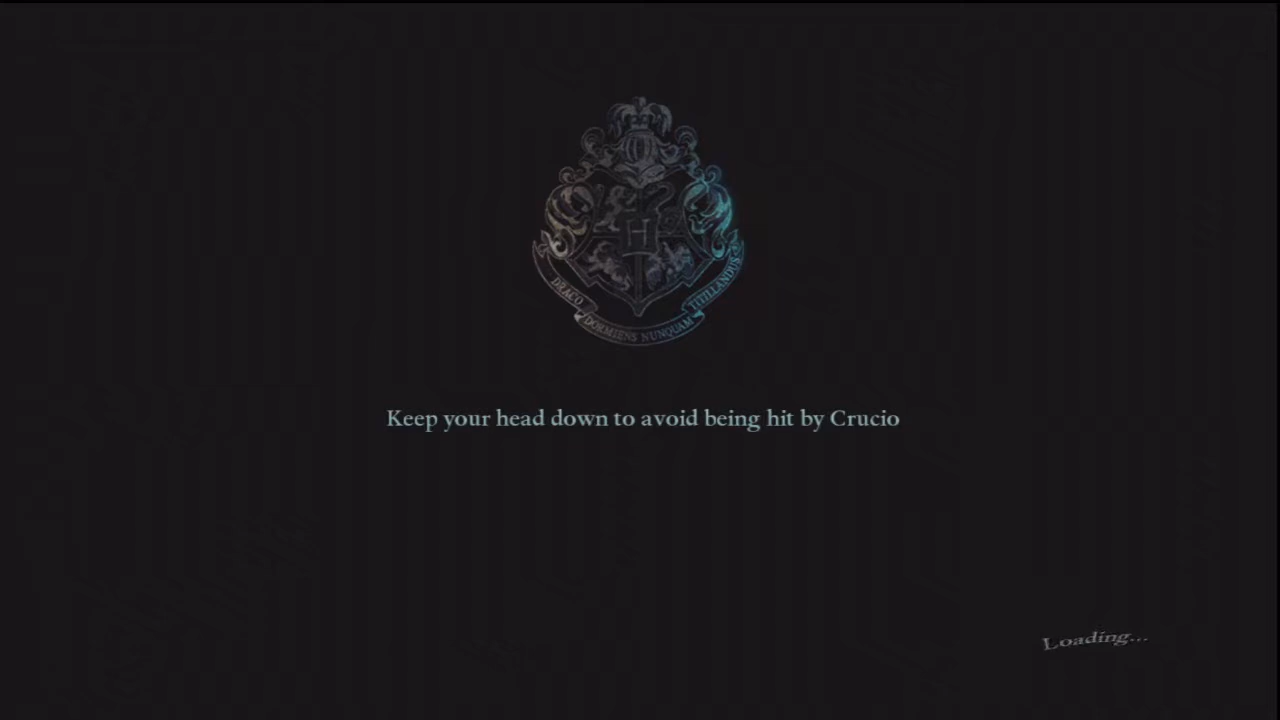 H
DRACO
DORMIENS NUNQUAM
TITILLANDUS
Keep your head down to avoid being hit by Crucio
Loading...